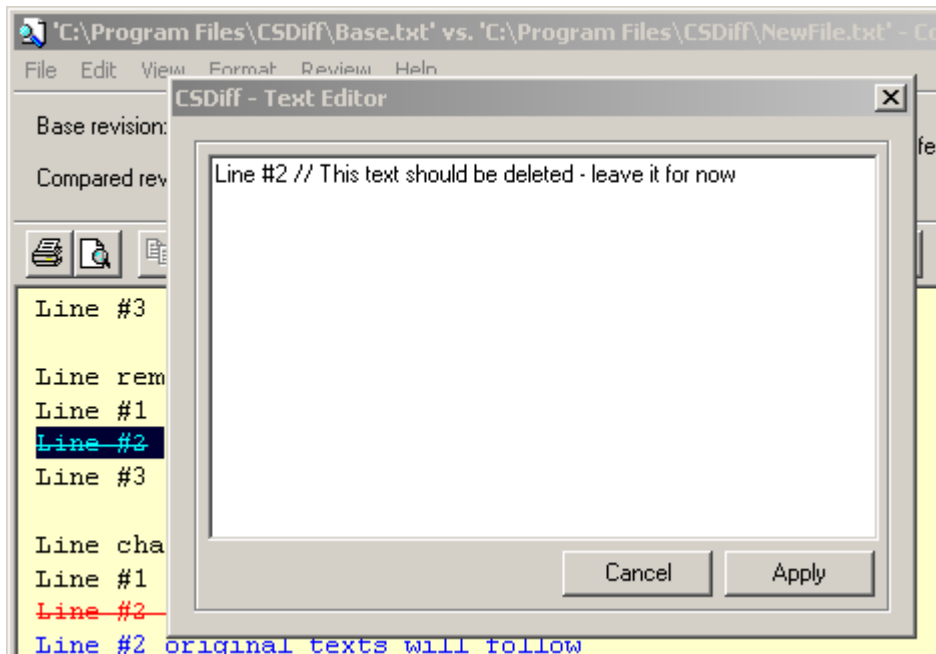 'C:\Program Files\CSDiff\Base.txt' vs. 'C:\Program Files\CSDiff\NewFile.txt' - Co
File Edit View Format Review Help
CSDiff - Text Editor
Base revision:
Compared rev
fe
Line #2 // This text should be deleted - leave it for now
Line #3
Line rem
Line #1
Line #2
Line #3
Line cha
Line #1
Line #2
Line #2 original texts will follow
Cancel Apply